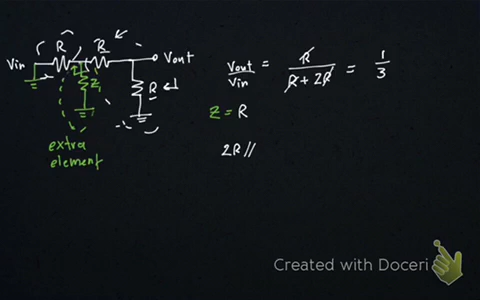 R R Vout
Vin
Z R
extra
element
Vout/Vin = R/(R + 2R) = 1/3
Z = R
2R //
Created with Doceri